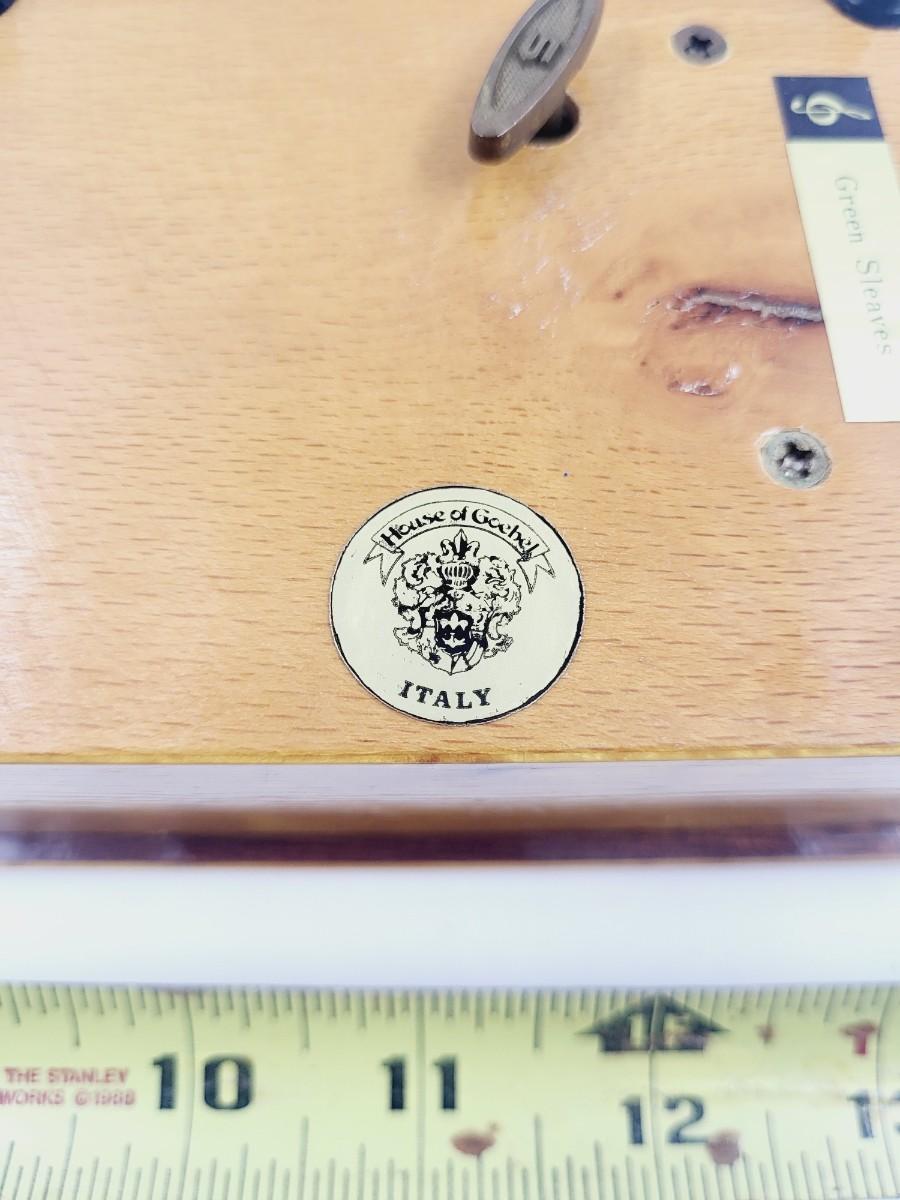 Green Sleaves
House of Goebel
ITALY
THE STANLEY
WORKS ©1988
10
11
12